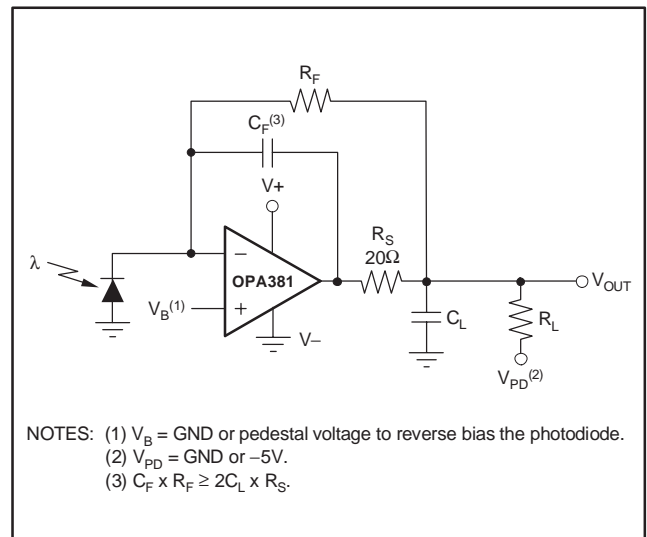 R_F
C_F(3)
V+
R_S
20Ω
λ
−
OPA381
V_OUT
V_B(1)
+
C_L
R_L
V−
V_PD(2)
NOTES: (1) V_B = GND or pedestal voltage to reverse bias the photodiode.
(2) V_PD = GND or −5V.
(3) C_F x R_F ≥ 2C_L x R_S.